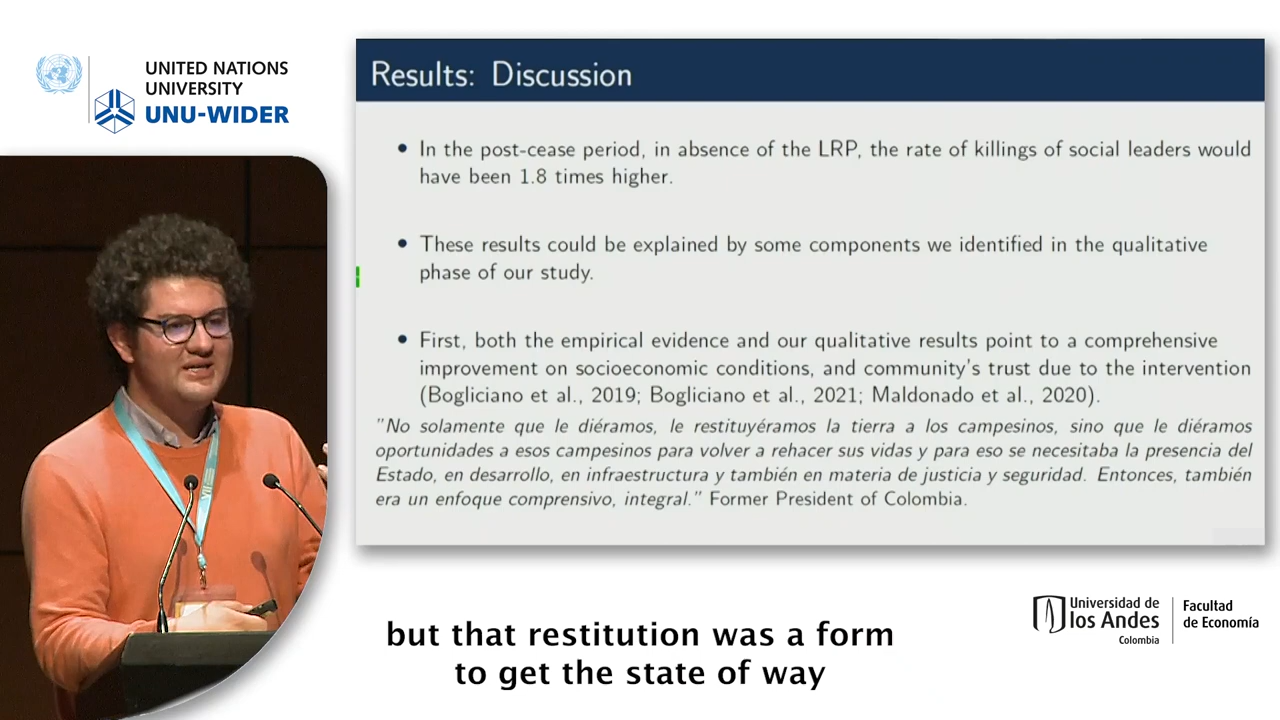 UNITED NATIONS
UNIVERSITY
UNU-WIDER
Results: Discussion
In the post-cease period, in absence of the LRP, the rate of killings of social leaders would
have been 1.8 times higher.
These results could be explained by some components we identified in the qualitative
phase of our study.
First, both the empirical evidence and our qualitative results point to a comprehensive
improvement on socioeconomic conditions, and community's trust due to the intervention
(Bogliciano et al., 2019; Bogliciano et al., 2021; Maldonado et al., 2020).
"No solamente que le diéramos, le restituyéramos la tierra a los campesinos, sino que le diéramos
oportunidades a esos campesinos para volver a rehacer sus vidas y para eso se necesitaba la presencia del
Estado, en desarrollo, en infraestructura y también en materia de justicia y seguridad. Entonces, también
era un enfoque comprensivo, integral." Former President of Colombia.
Universidad de
los Andes
Colombia
Facultad
de Economía
but that restitution was a form
to get the state of way